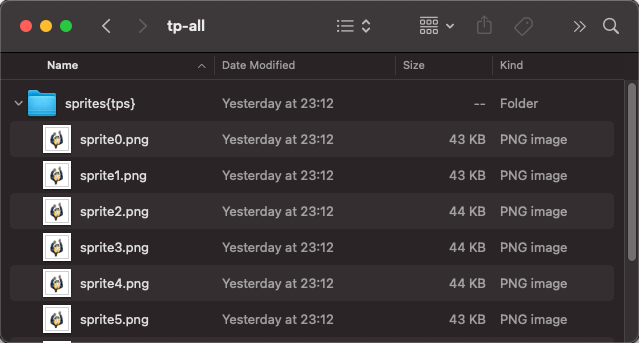 tp-all
Name Date Modified Size Kind
sprites{tps} Yesterday at 23:12 -- Folder
sprite0.png Yesterday at 23:12 43 KB PNG image
sprite1.png Yesterday at 23:12 43 KB PNG image
sprite2.png Yesterday at 23:12 44 KB PNG image
sprite3.png Yesterday at 23:12 44 KB PNG image
sprite4.png Yesterday at 23:12 44 KB PNG image
sprite5.png Yesterday at 23:12 43 KB PNG image